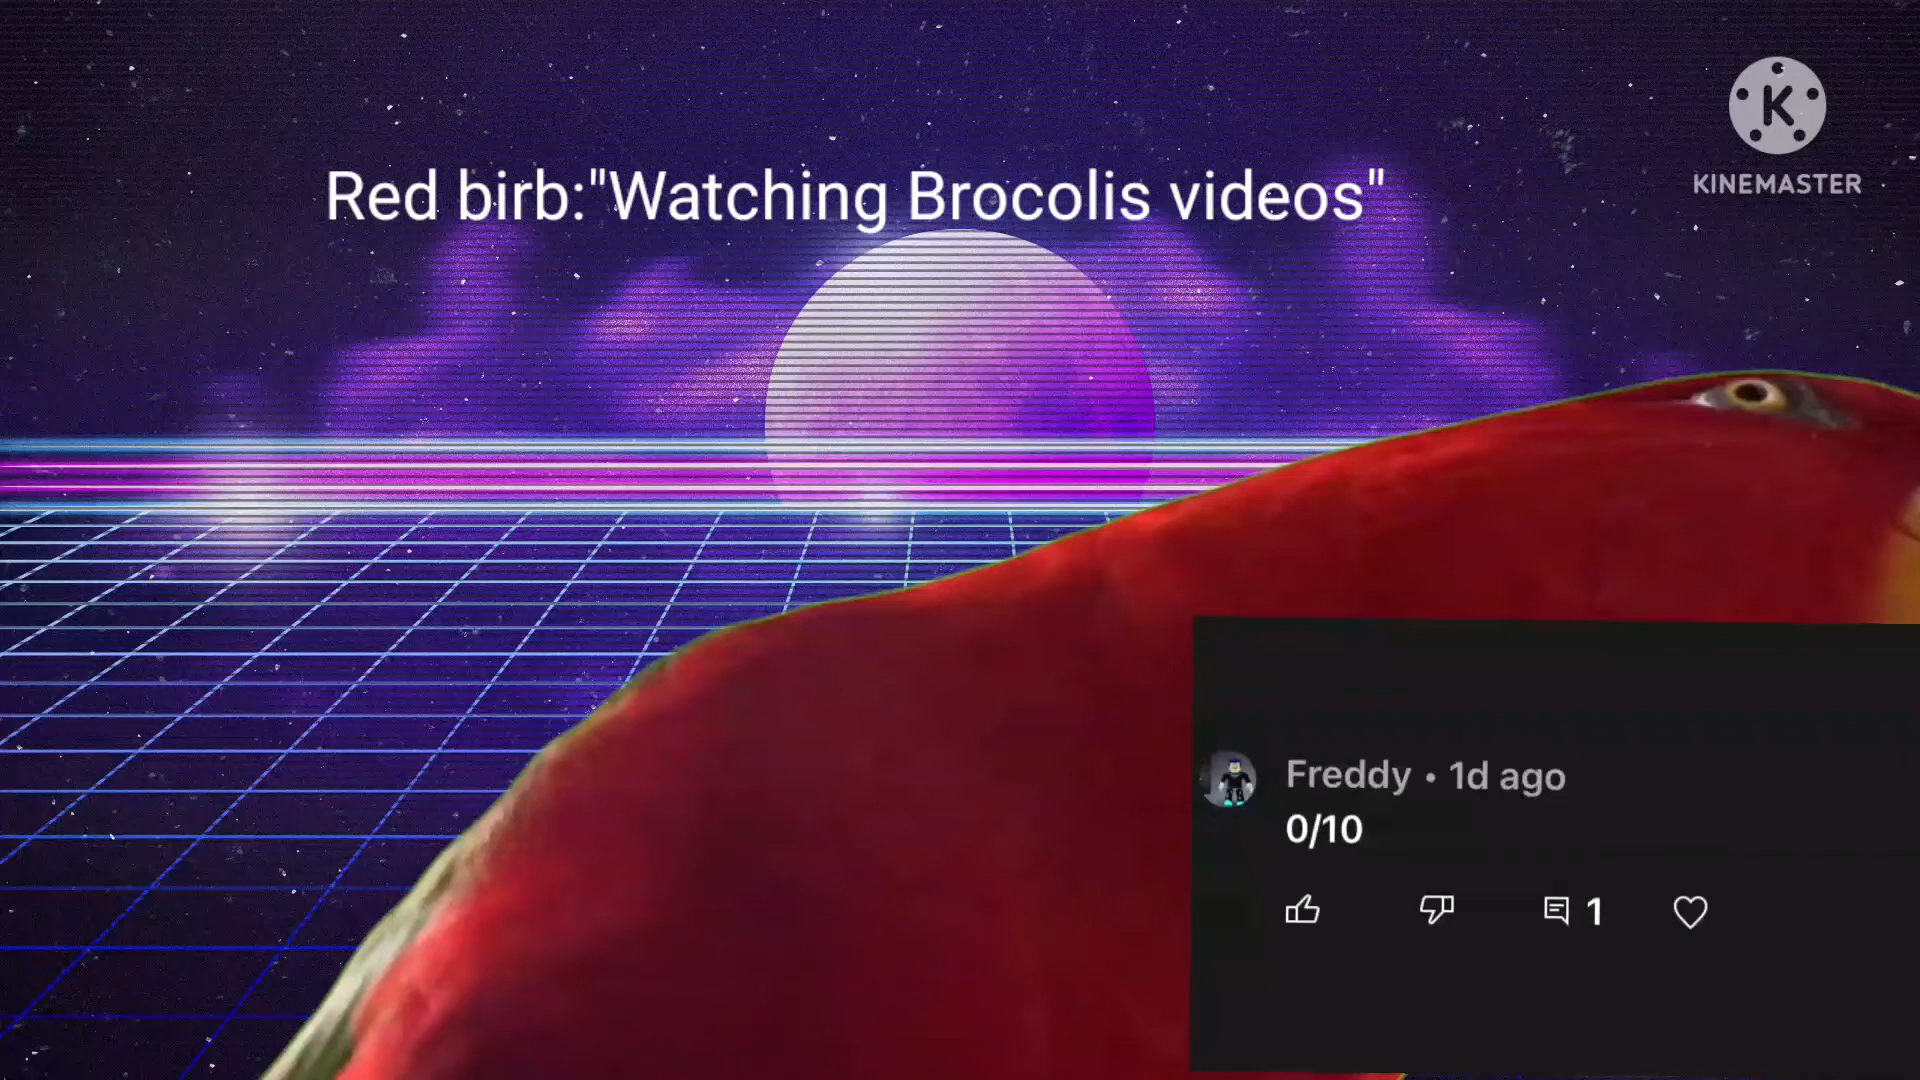 Red birb:"Watching Brocolis videos"
K
KINEMASTER
Freddy • 1d ago
0/10
1